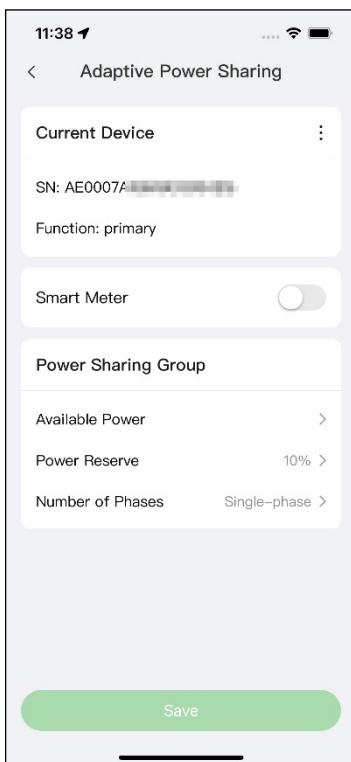 11:38
Adaptive Power Sharing
Current Device
SN: AE0007
Function: primary
Smart Meter
Power Sharing Group
Available Power
Power Reserve 10%
Number of Phases Single-phase
Save